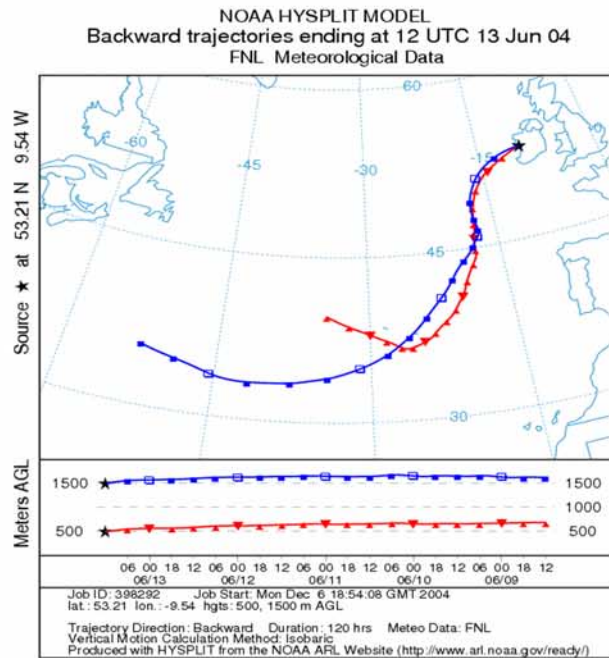 NOAA HYSPLIT MODEL
Backward trajectories ending at 12 UTC 13 Jun 04
FNL Meteorological Data
Source ★ at 53.21 N 9.54 W
60
-60
-45
-30
-15
45
30
Meters AGL
1500 1500
1000
500 500
06 00 18 12 06 00 18 12 06 00 18 12 06 00 18 12 06 00 18 12
06/13 06/12 06/11 06/10 06/09
Job ID: 398292 Job Start: Mon Dec 6 18:54:08 GMT 2004
lat.: 53.21 lon.: -9.54 hgts: 500, 1500 m AGL
Trajectory Direction: Backward Duration: 120 hrs Meteo Data: FNL
Vertical Motion Calculation Method: Isobaric
Produced with HYSPLIT from the NOAA ARL Website (http://www.arl.noaa.gov/ready/)